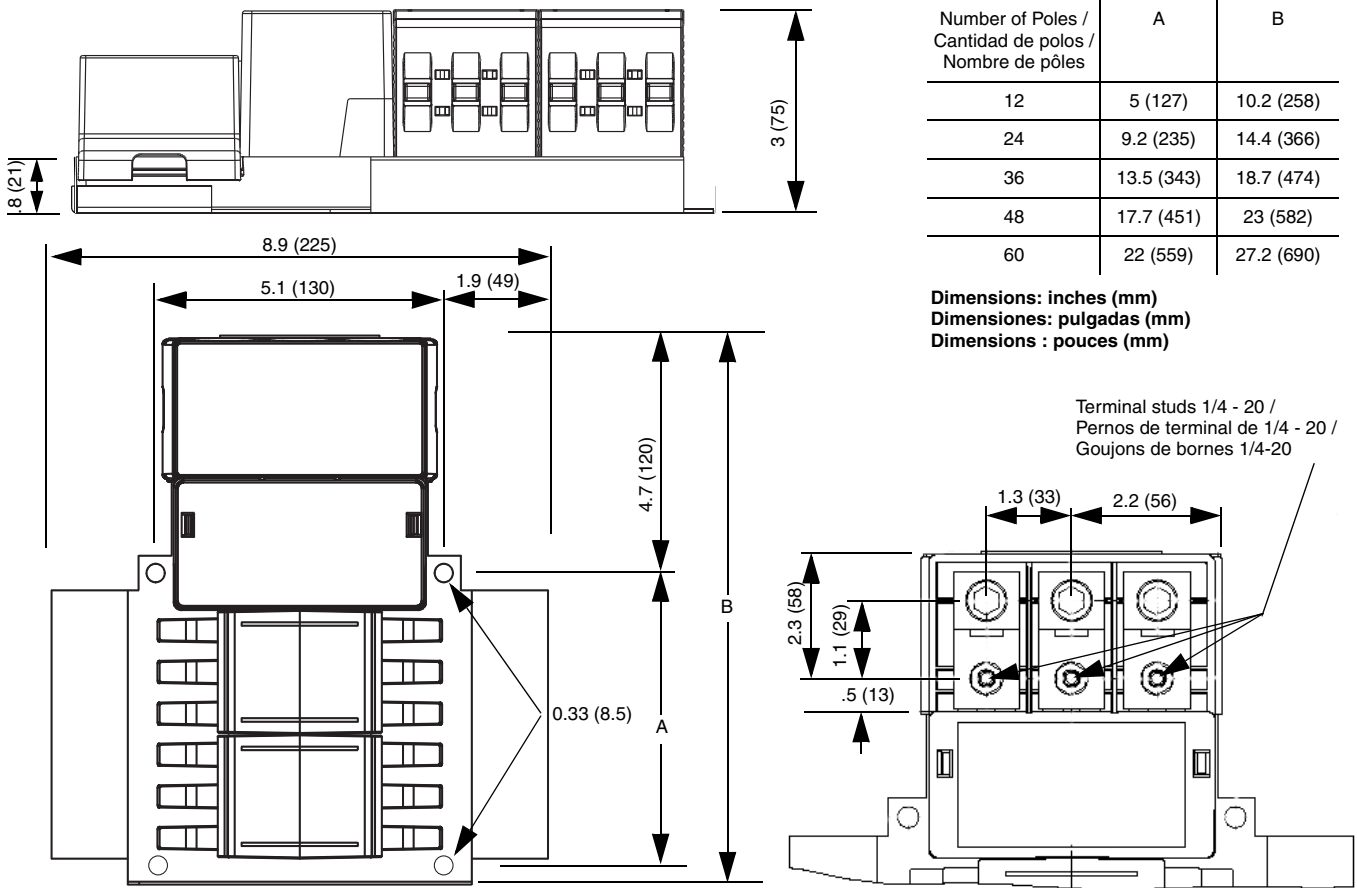 Number of Poles /
Cantidad de polos /
Nombre de pôles
A
B
12
5 (127)
10.2 (258)
24
9.2 (235)
14.4 (366)
36
13.5 (343)
18.7 (474)
48
17.7 (451)
23 (582)
60
22 (559)
27.2 (690)
Dimensions: inches (mm)
Dimensiones: pulgadas (mm)
Dimensions : pouces (mm)
3 (75)
.8 (21)
8.9 (225)
5.1 (130)
1.9 (49)
4.7 (120)
B
A
0.33 (8.5)
Terminal studs 1/4 - 20 /
Pernos de terminal de 1/4 - 20 /
Goujons de bornes 1/4-20
1.3 (33)
2.2 (56)
2.3 (58)
1.1 (29)
.5 (13)